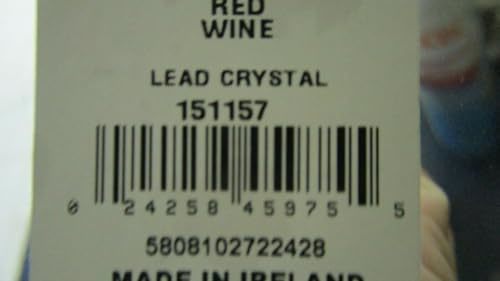 RED
WINE
LEAD CRYSTAL
151157
0 24258 45975 5
5808102722428
MADE IN IRELAND